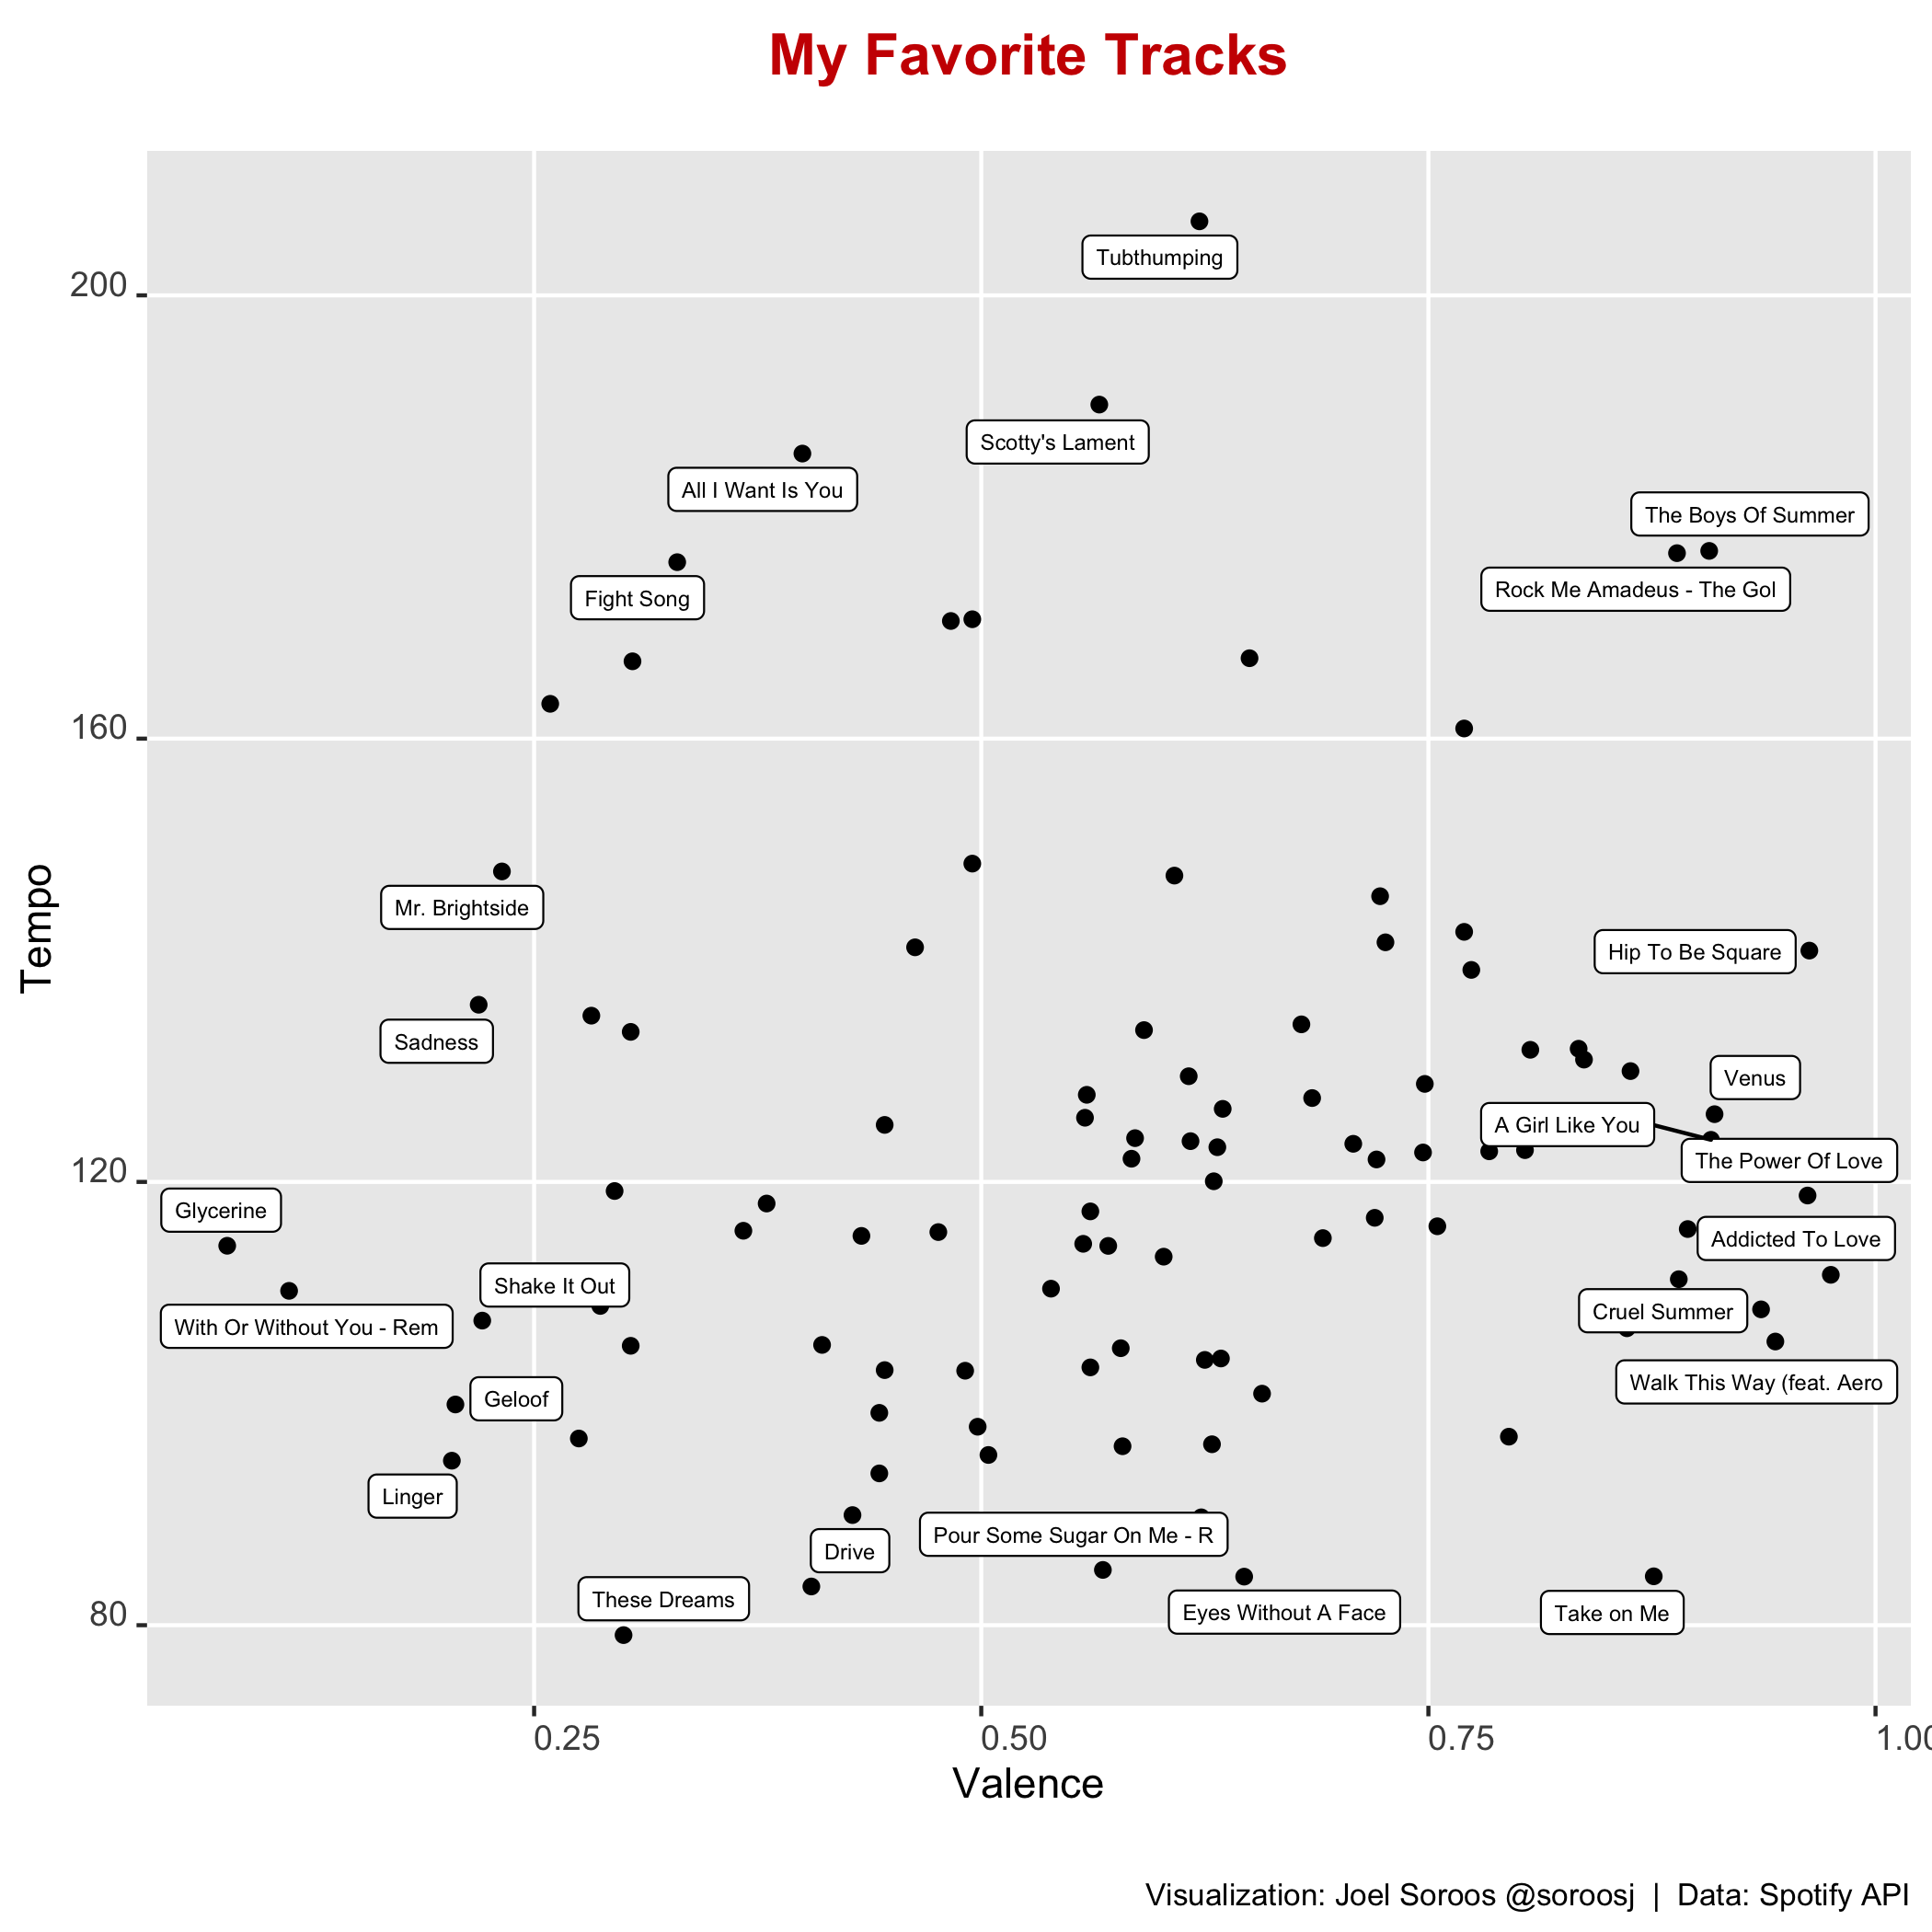 My Favorite Tracks
Tubthumping
200
Scotty's Lament
All I Want Is You
The Boys Of Summer
Rock Me Amadeus - The Gol
Fight Song
160
Tempo
Mr. Brightside
Hip To Be Square
Sadness
Venus
A Girl Like You
The Power Of Love
120
Glycerine
Addicted To Love
Shake It Out
Cruel Summer
With Or Without You - Rem
Walk This Way (feat. Aero
Geloof
Linger
Pour Some Sugar On Me - R
Drive
These Dreams
Eyes Without A Face
Take on Me
80
0.25 0.50 0.75 1.00
Valence
Visualization: Joel Soroos @soroosj | Data: Spotify API